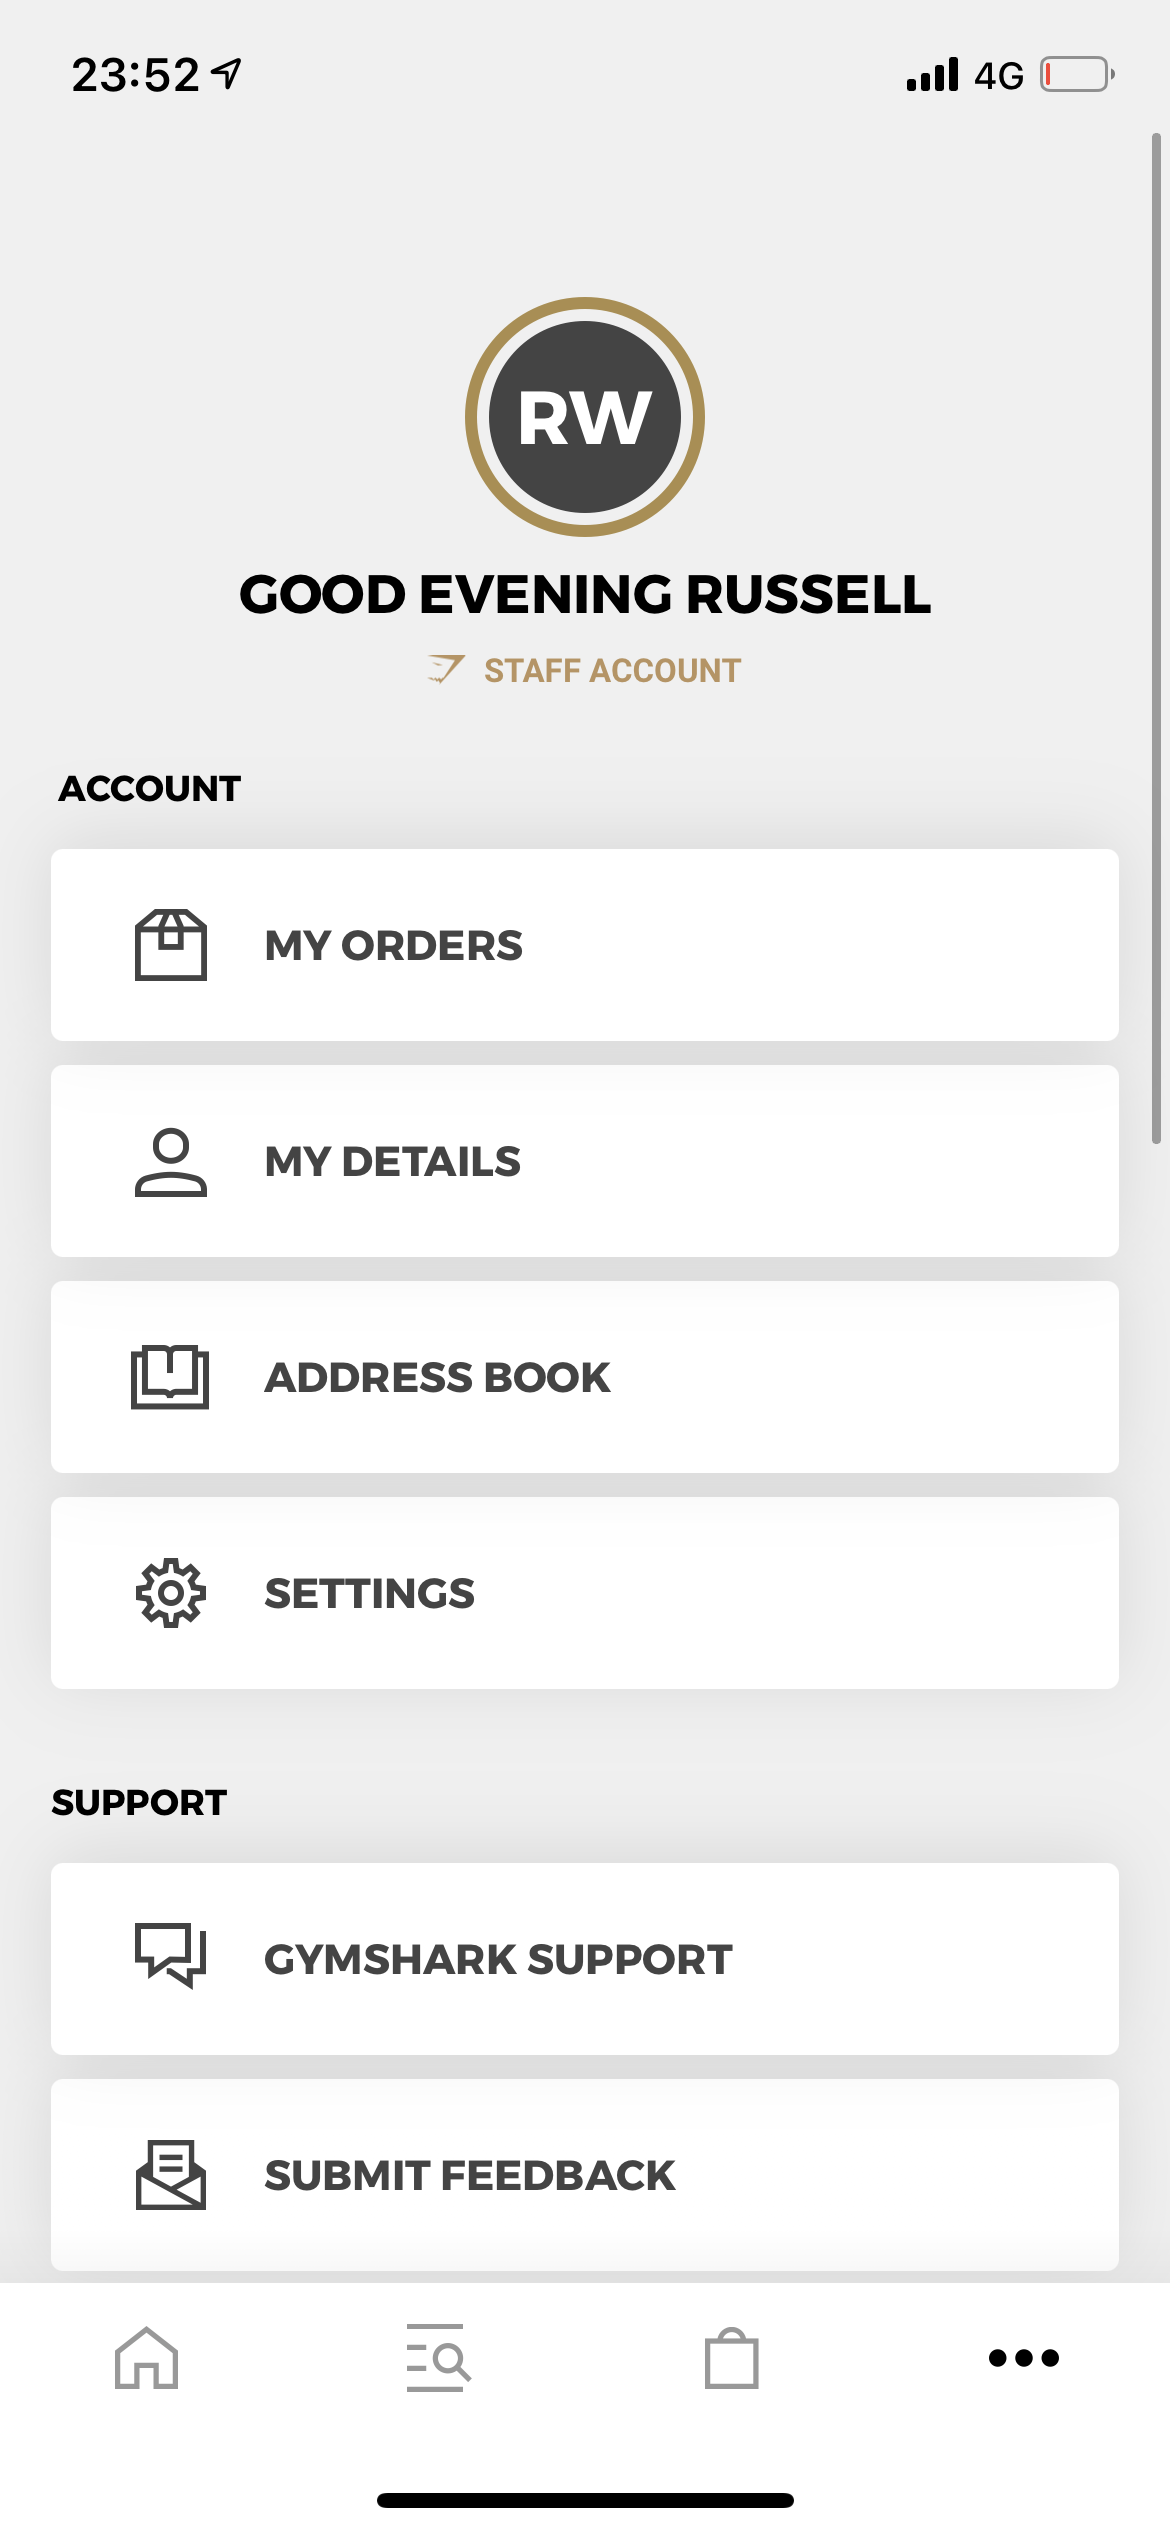 23:52
4G
RW
GOOD EVENING RUSSELL
STAFF ACCOUNT
ACCOUNT
MY ORDERS
MY DETAILS
ADDRESS BOOK
SETTINGS
SUPPORT
GYMSHARK SUPPORT
SUBMIT FEEDBACK